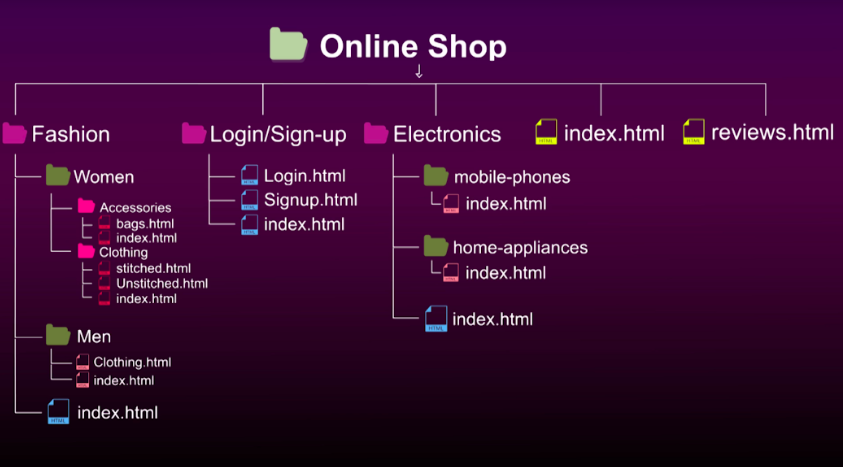 Online Shop
Fashion
Women
Accessories
bags.html
index.html
Clothing
stitched.html
Unstitched.html
index.html
Men
Clothing.html
index.html
index.html
Login/Sign-up
Login.html
Signup.html
index.html
Electronics
mobile-phones
index.html
home-appliances
index.html
index.html
index.html
reviews.html